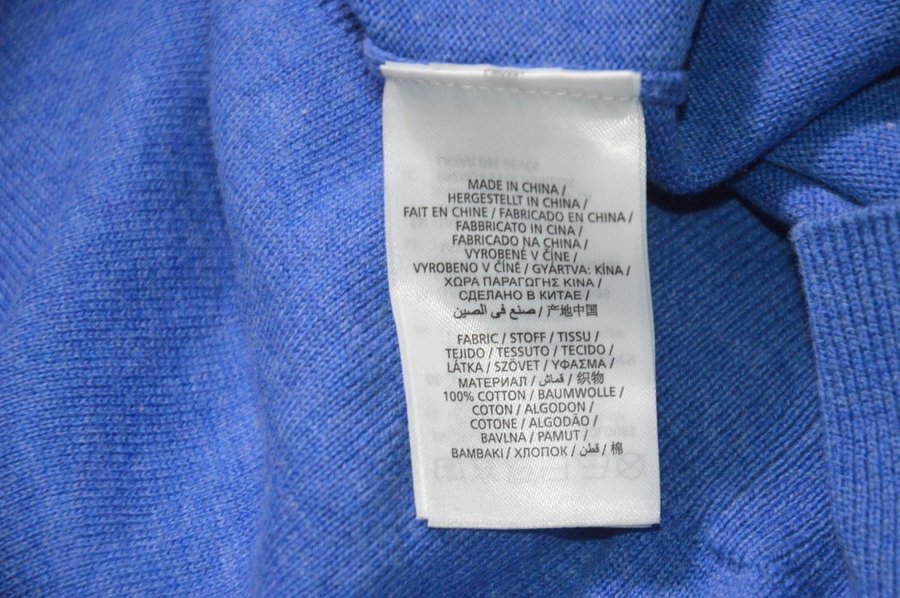 MADE IN CHINA /
HERGESTELLT IN CHINA /
FAIT EN CHINE / FABRICADO EN CHINA /
FABBRICATO IN CINA /
FABRICADO NA CHINA /
VYROBENÉ V ČÍNE /
VYROBENO V ČÍNĚ / GYÁRTVA: KÍNA /
ΧΩΡΑ ΠΑΡΑΓΩΓΗΣ ΚΙΝΑ /
СДЕЛАНО В КИТАЕ /
صنع في الصين / 产地中国
FABRIC / STOFF / TISSU /
TEJIDO / TESSUTO / TECIDO /
LÁTKA / SZÖVET / ΥΦΑΣΜΑ /
МАТЕРИАЛ / قماش / 织物
100% COTTON / BAUMWOLLE /
COTON / ALGODON /
COTONE / ALGODÃO /
BAVLNA / PAMUT /
BAMBAKI / ХЛОПОК / قطن / 棉